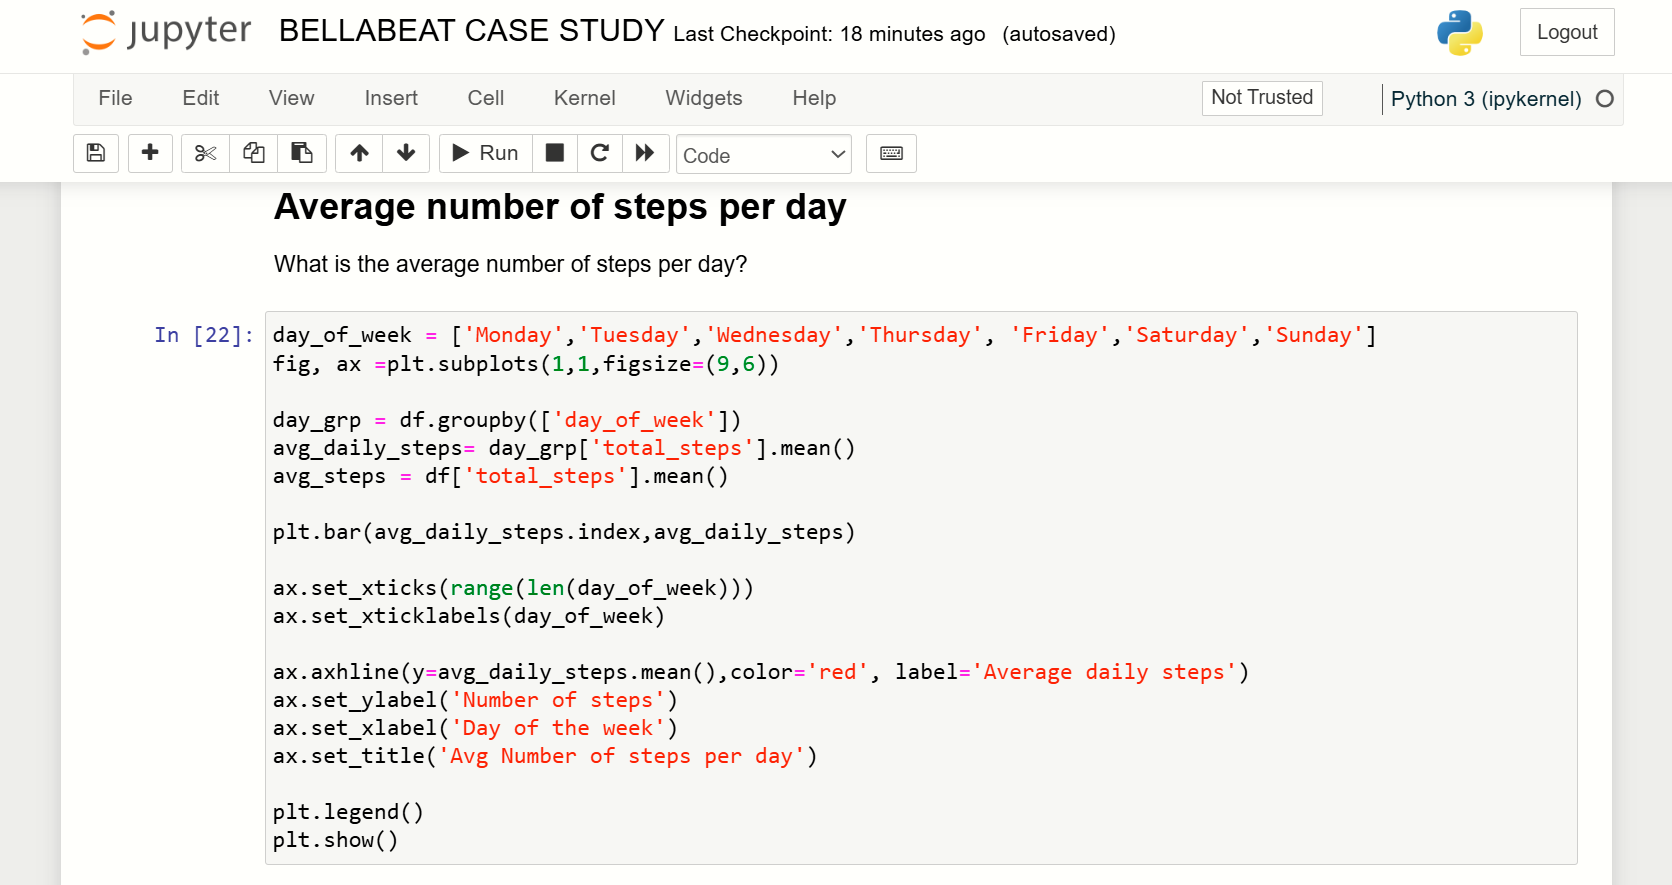 jupyter BELLABEAT CASE STUDY Last Checkpoint: 18 minutes ago (autosaved)
Logout
File Edit View Insert Cell Kernel Widgets Help
Not Trusted
Python 3 (ipykernel)
Run
Code
Average number of steps per day
What is the average number of steps per day?
In [22]:
day_of_week = ['Monday','Tuesday','Wednesday','Thursday', 'Friday','Saturday','Sunday']
fig, ax =plt.subplots(1,1,figsize=(9,6))
day_grp = df.groupby(['day_of_week'])
avg_daily_steps= day_grp['total_steps'].mean()
avg_steps = df['total_steps'].mean()
plt.bar(avg_daily_steps.index,avg_daily_steps)
ax.set_xticks(range(len(day_of_week)))
ax.set_xticklabels(day_of_week)
ax.axhline(y=avg_daily_steps.mean(),color='red', label='Average daily steps')
ax.set_ylabel('Number of steps')
ax.set_xlabel('Day of the week')
ax.set_title('Avg Number of steps per day')
plt.legend()
plt.show()